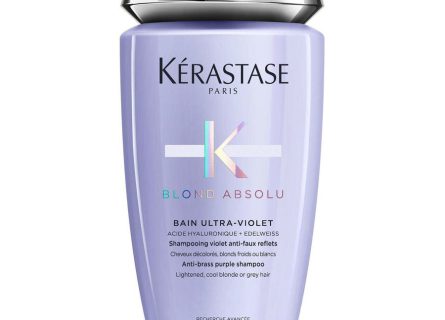 KÉRASTASE
PARIS
K
BLOND ABSOLU
BAIN ULTRA-VIOLET
ACIDE HYALURONIQUE + EDELWEISS
Shampooing violet anti-faux reflets
Cheveux décolorés, blonds froids ou blancs
Anti-brass purple shampoo
Lightened, cool blonde or grey hair
RECHERCHE AVANCÉE